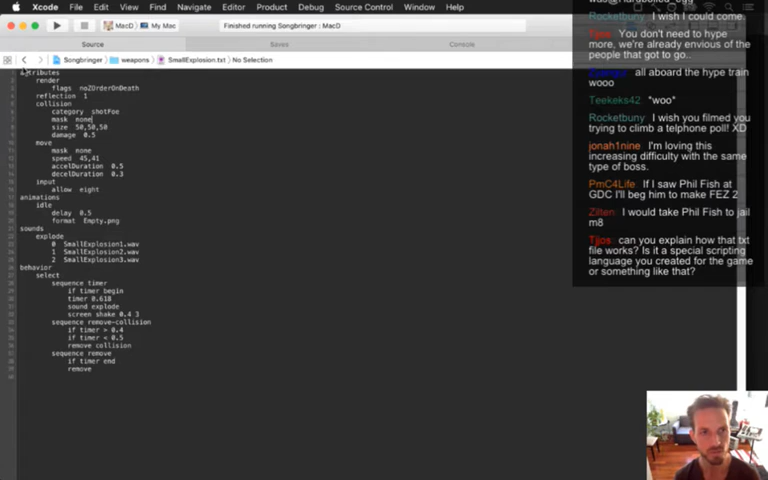 Xcode File Edit View Find Navigate Editor Product Debug Source Control Window Help
MacD My Mac Finished running Songbringer : MacD
Source Saves Console
Songbringer weapons SmallExplosion.txt No Selection
attributes
render
flags noZOrderOnDeath
reflection 1
collision
category shotFoe
mask none
size 50,50,50
damage 0.5
move
mask none
speed 45,41
accelDuration 0.5
decelDuration 0.3
input
allow eight
animations
idle
delay 0.5
format Empty.png
sounds
explode
0 SmallExplosion1.wav
1 SmallExplosion2.wav
2 SmallExplosion3.wav
behavior
select
sequence timer
if timer begin
timer 0.618
sound explode
screen shake 0.4 3
sequence remove-collision
if timer > 0.4
if timer < 0.5
remove collision
sequence remove
if timer end
remove
Rocketbuny I wish I could come.
Tijos: You don't need to hype
more, we're already envious of the
people that got to go..
all aboard the hype train
wooo
Teekeks42: *woo*
Rocketbuny: I wish you filmed you
trying to climb a telphone poll! XD
jonah1nine: I'm loving this
increasing difficulty with the same
type of boss.
PmC4Life: If I saw Phil Fish at
GDC I'll beg him to make FEZ 2
Zilten: I would take Phil Fish to jail
m8
Tijos: can you explain how that txt
file works? Is it a special scripting
language you created for the game
or something like that?